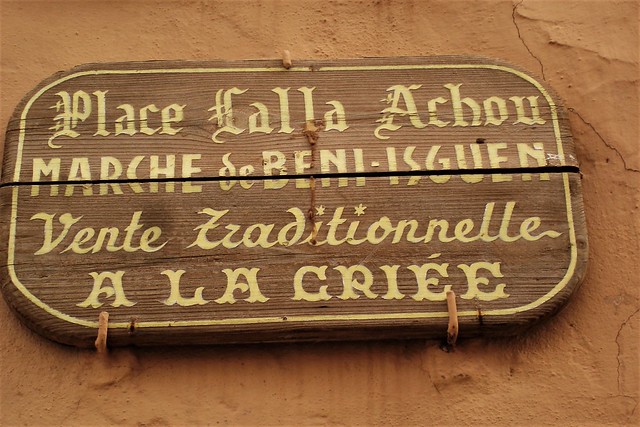 Place Lalla Achou
MARCHE de BENI-ISGUEN
Vente traditionnelle
A LA CRIÉE